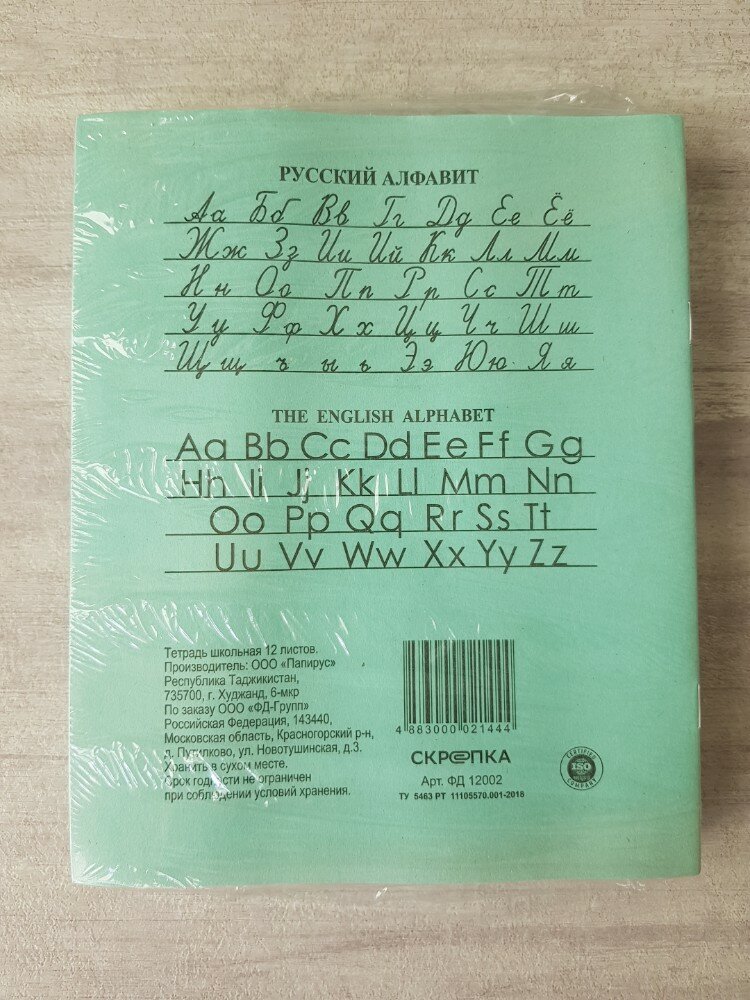 РУССКИЙ АЛФАВИТ
Аа Бб Вв Гг Дд Ее Ёё
Жж Зз Ии Ий Кк Лл Мм
Нн Оо Пп Рр Сс Тт
Уу Фф Хх Цц Чч Шш
Щщ ъ ы ь Ээ Юю Яя
THE ENGLISH ALPHABET
Aa Bb Cc Dd Ee Ff Gg
Hh Ii Jj Kk Ll Mm Nn
Oo Pp Qq Rr Ss Tt
Uu Vv Ww Xx Yy Zz
Тетрадь школьная 12 листов.
Производитель: ООО «Папирус»
Республика Таджикистан,
735700, г. Худжанд, 6-мкр
По заказу ООО «ФД-Групп»
Российская Федерация, 143440,
Московская область, Красногорский р-н,
д. Путилково, ул. Новотушинская, д.3.
Хранить в сухом месте.
Срок годности не ограничен
при соблюдении условий хранения.
4 883000 021444
СКРЕПКА
Арт. ФД 12002
ТУ 5463 РТ 11105570.001-2018
CERTIFIED
ISO
COMPANY